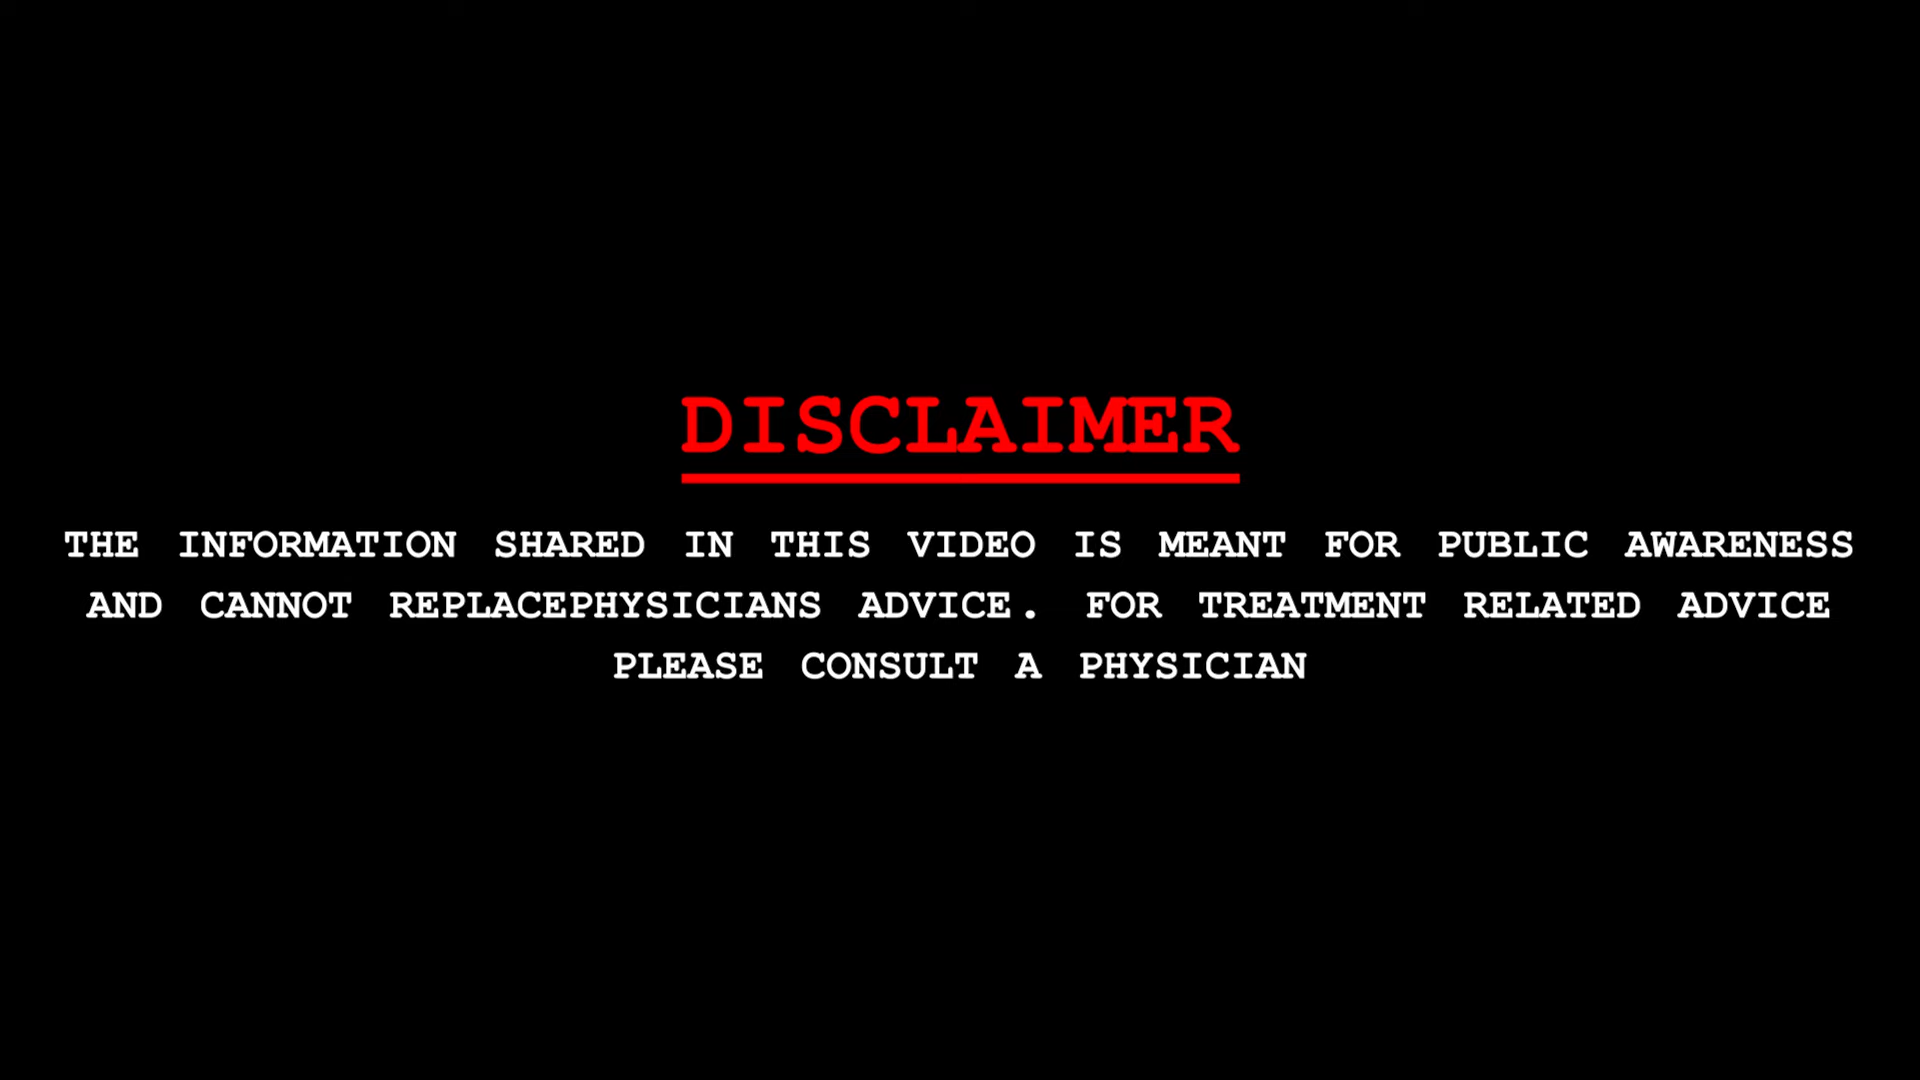 DISCLAIMER
THE INFORMATION SHARED IN THIS VIDEO IS MEANT FOR PUBLIC AWARENESS
AND CANNOT REPLACEPHYSICIANS ADVICE. FOR TREATMENT RELATED ADVICE
PLEASE CONSULT A PHYSICIAN